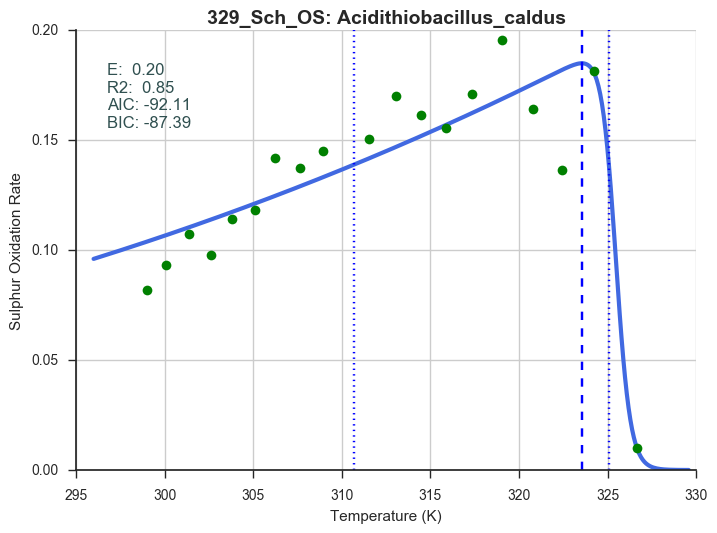 329_Sch_OS: Acidithiobacillus_caldus
E:  0.20
R2:  0.85
AIC: -92.11
BIC: -87.39
Sulphur Oxidation Rate
0.20
0.15
0.10
0.05
0.00
295 300 305 310 315 320 325 330
Temperature (K)